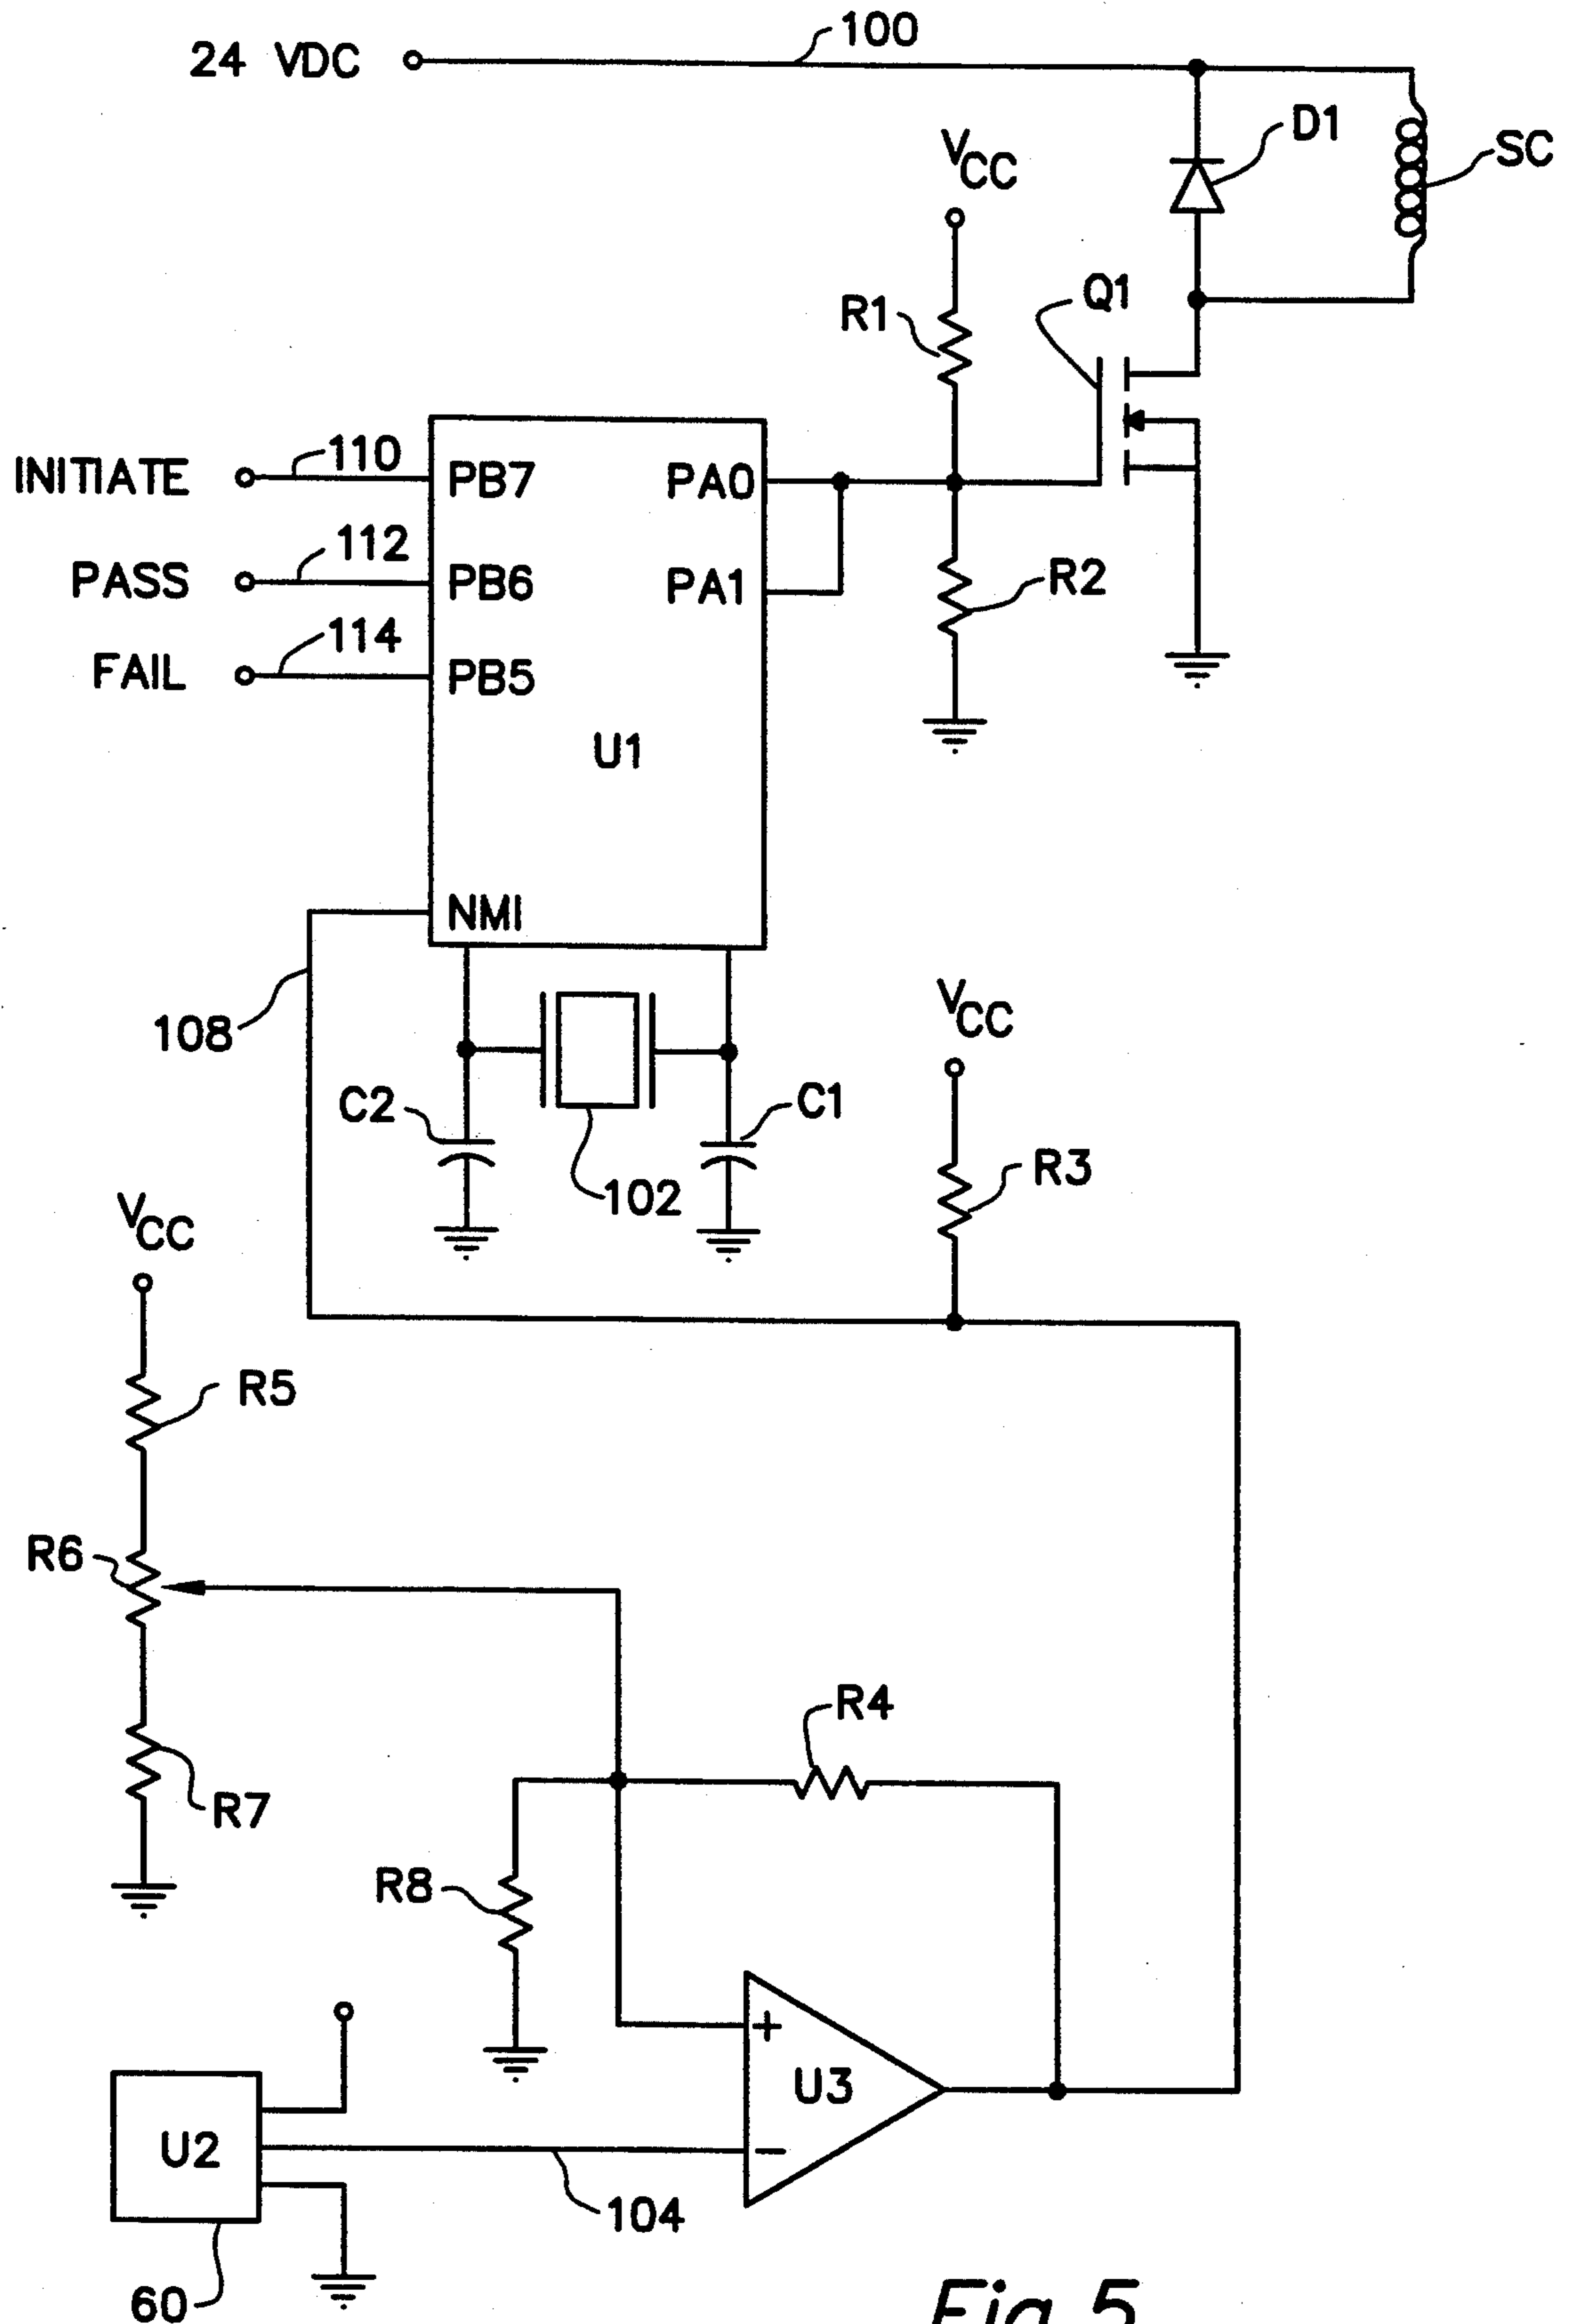 100
24 VDC
D1
SC
VCC
R1
Q1
INITIATE
110
PB7
PA0
PASS
112
PB6
PA1
R2
FAIL
114
PB5
U1
NMI
108
VCC
C2
C1
102
R3
VCC
R5
R6
R4
R7
R8
+
U3
U2
−
104
60
Fig. 5